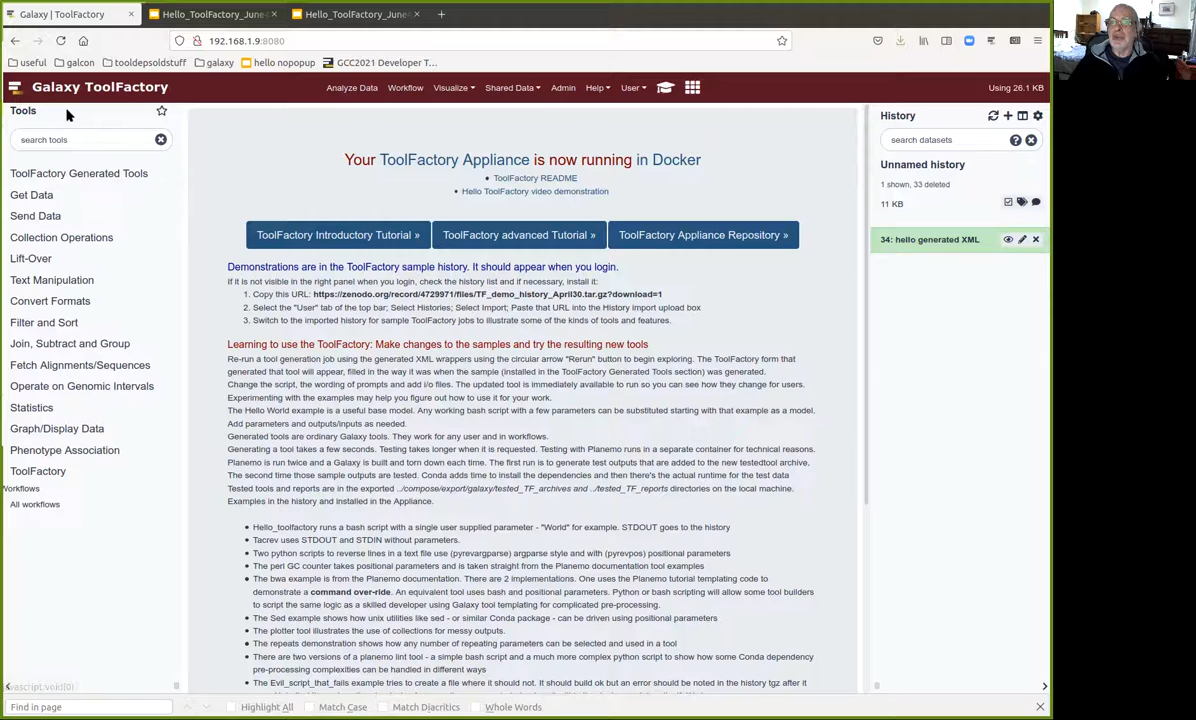 Galaxy | ToolFactory
Hello_ToolFactory_June
Hello_ToolFactory_June
192.168.1.9:8080
useful
galcon
tooldepsoldstuff
galaxy
hello nopopup
GCC2021 Developer T...
Galaxy ToolFactory
Analyze Data
Workflow
Visualize
Shared Data
Admin
Help
User
Using 26.1 KB
Tools
search tools
ToolFactory Generated Tools
Get Data
Send Data
Collection Operations
Lift-Over
Text Manipulation
Convert Formats
Filter and Sort
Join, Subtract and Group
Fetch Alignments/Sequences
Operate on Genomic Intervals
Statistics
Graph/Display Data
Phenotype Association
ToolFactory
Workflows
All workflows
Your ToolFactory Appliance is now running in Docker
• ToolFactory README
• Hello ToolFactory video demonstration
ToolFactory Introductory Tutorial »
ToolFactory advanced Tutorial »
ToolFactory Appliance Repository »
Demonstrations are in the ToolFactory sample history. It should appear when you login.
If it is not visible in the right panel when you login, check the history list and if necessary, install it:
1. Copy this URL: https://zenodo.org/record/4729971/files/TF_demo_history_April30.tar.gz?download=1
2. Select the "User" tab of the top bar; Select Histories; Select Import; Paste that URL into the History import upload box
3. Switch to the imported history for sample ToolFactory jobs to illustrate some of the kinds of tools and features.
Learning to use the ToolFactory: Make changes to the samples and try the resulting new tools
Re-run a tool generation job using the generated XML wrappers using the circular arrow "Rerun" button to begin exploring. The ToolFactory form that
generated that tool will appear, filled in the way it was when the sample (installed in the ToolFactory Generated Tools section) was generated.
Change the script, the wording of prompts and add i/o files. The updated tool is immediately available to run so you can see how they change for users.
Experimenting with the examples may help you figure out how to use it for your work.
The Hello World example is a useful base model. Any working bash script with a few parameters can be substituted starting with that example as a model.
Add parameters and outputs/inputs as needed.
Generated tools are ordinary Galaxy tools. They work for any user and in workflows.
Generating a tool takes a few seconds. Testing takes longer when it is requested. Testing with Planemo runs in a separate container for technical reasons.
Planemo is run twice and a Galaxy is built and torn down each time. The first run is to generate test outputs that are added to the new testedtool archive.
The second time those sample outputs are tested. Conda adds time to install the dependencies and then there's the actual runtime for the test data
Tested tools and reports are in the exported ../compose/export/galaxy/tested_TF_archives and ../tested_TF_reports directories on the local machine.
Examples in the history and installed in the Appliance.
• Hello_toolfactory runs a bash script with a single user supplied parameter - "World" for example. STDOUT goes to the history
• Tacrev uses STDOUT and STDIN without parameters.
• Two python scripts to reverse lines in a text file use (pyrevargparse) argparse style and with (pyrevpos) positional parameters
• The perl GC counter takes positional parameters and is taken straight from the Planemo documentation tool examples
• The bwa example is from the Planemo documentation. There are 2 implementations. One uses the Planemo tutorial templating code to
demonstrate a command over-ride. An equivalent tool uses bash and positional parameters. Python or bash scripting will allow some tool builders
to script the same logic as a skilled developer using Galaxy tool templating for complicated pre-processing.
• The Sed example shows how unix utilities like sed - or similar Conda package - can be driven using positional parameters
• The plotter tool illustrates the use of collections for messy outputs.
• The repeats demonstration shows how any number of repeating parameters can be selected and used in a tool
• There are two versions of a planemo lint tool - a simple bash script and a much more complex python script to show how some Conda dependency
pre-processing complexities can be handled in different ways
• The Evil_script_that_fails example tries to create a file where it should not. It should build ok but an error should be noted in the history tgz after it
History
search datasets
Unnamed history
1 shown, 33 deleted
11 KB
34: hello generated XML
javascript:void(0)
Find in page
Highlight All
Match Case
Match Diacritics
Whole Words